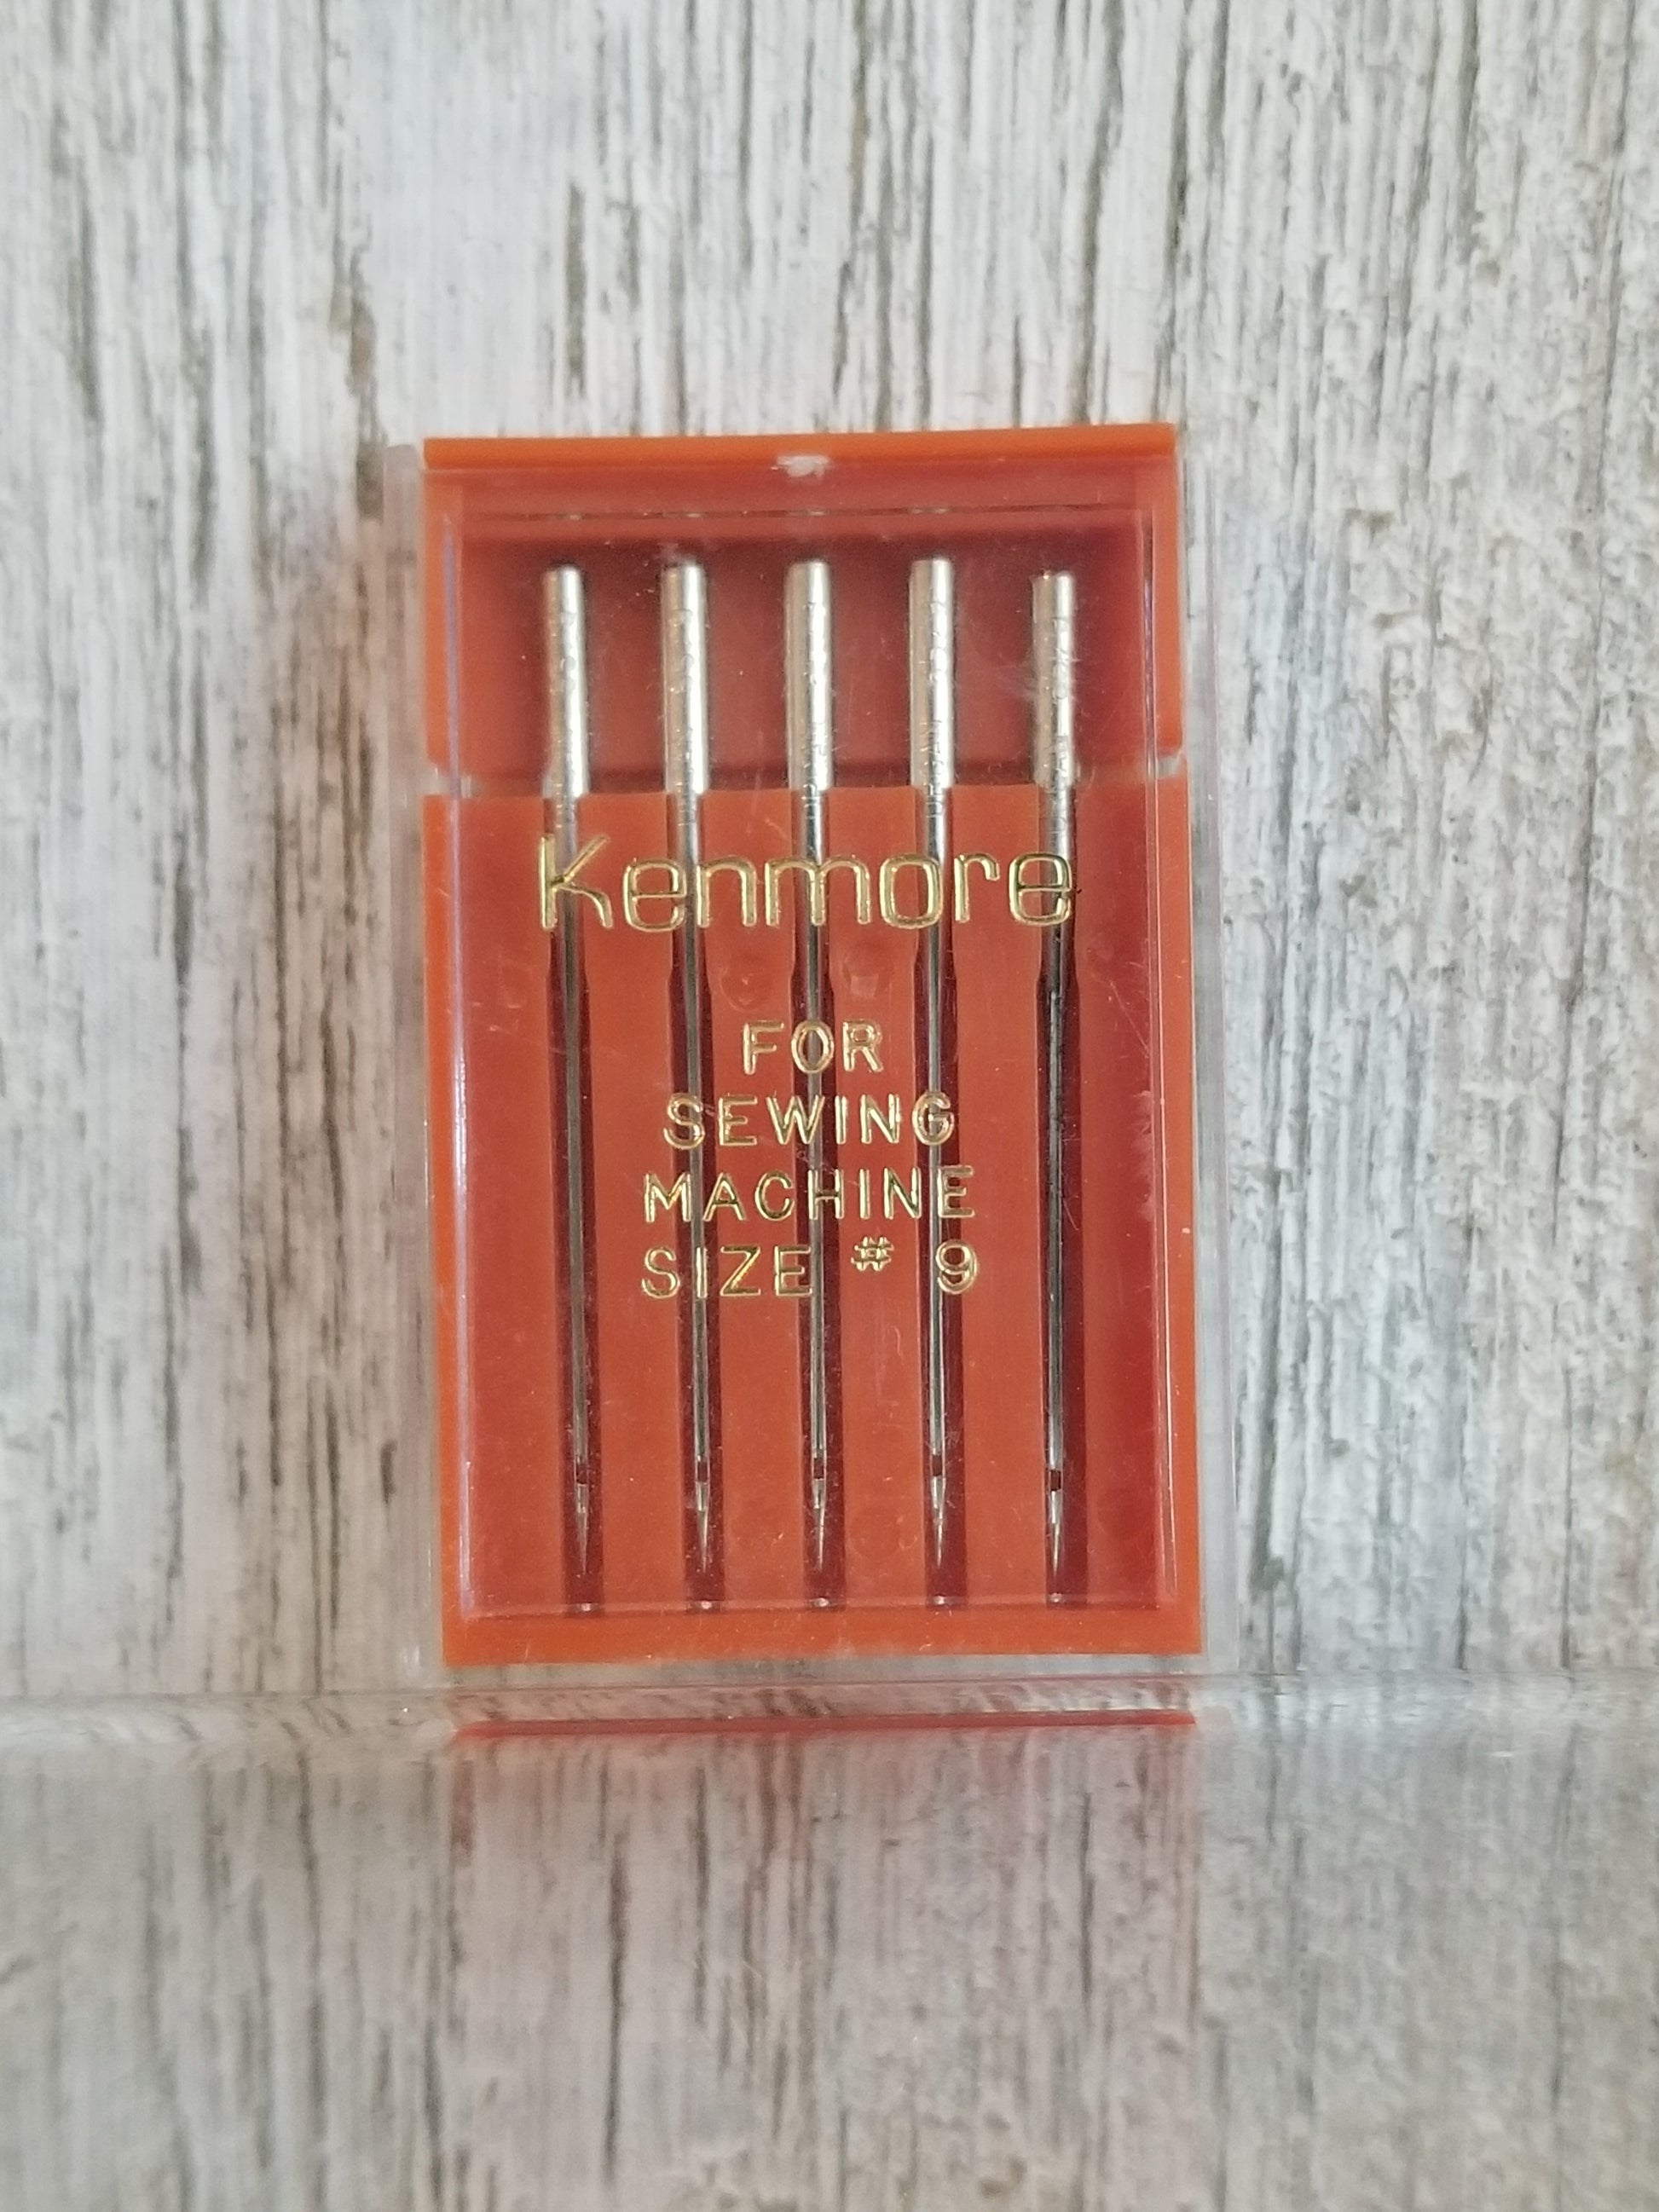 Kenmore
FOR
SEWING
MACHINE
SIZE # 9